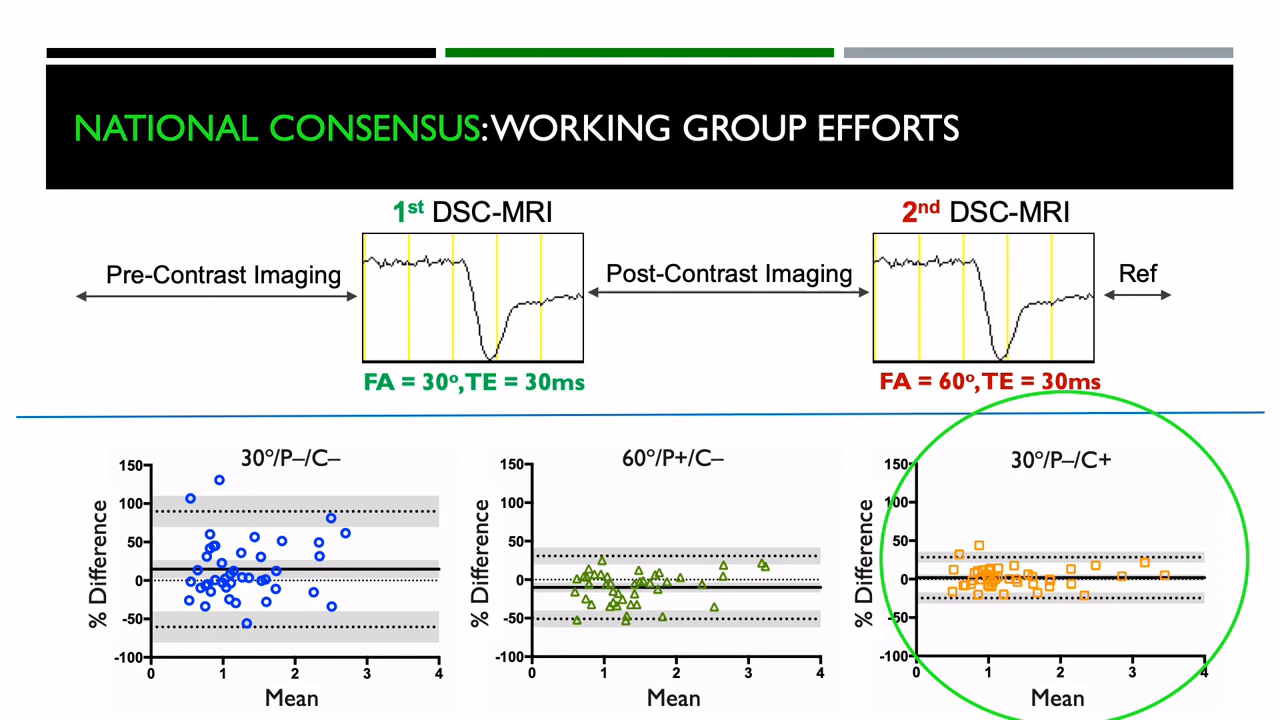 NATIONAL CONSENSUS: WORKING GROUP EFFORTS
1st DSC-MRI
2nd DSC-MRI
Pre-Contrast Imaging
Post-Contrast Imaging
Ref
FA = 30º, TE = 30ms
FA = 60º, TE = 30ms
30º/P–/C–
150
100
50
0
-50
-100
% Difference
0 1 2 3 4
Mean
60º/P+/C–
150
100
50
0
-50
-100
% Difference
0 1 2 3 4
Mean
30º/P–/C+
150
100
50
0
-50
-100
% Difference
0 1 2 3 4
Mean